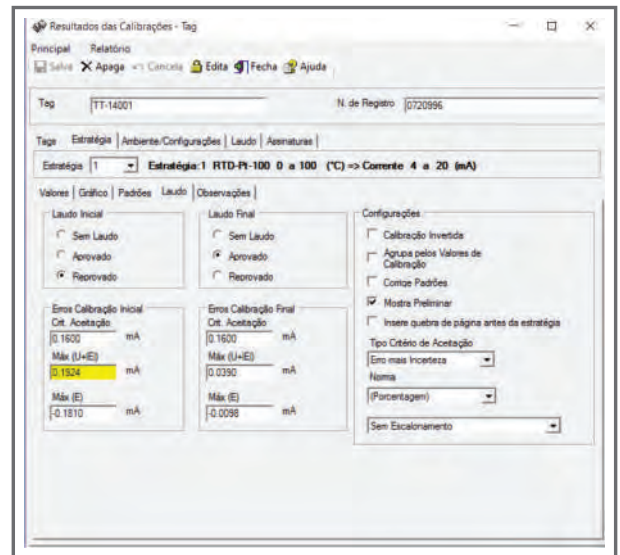 Resultados das Calibrações - Tag
Principal Relatório
Salva Apaga Cancela Edita Fecha Ajuda
Tag TT-14001 N. de Registro 0720996
Tags Estratégia Ambiente/Configurações Laudo Assinaturas
Estratégia 1 Estratégia:1 RTD-Pt-100 0 a 100 (°C) => Corrente 4 a 20 (mA)
Valores Gráfico Padrões Laudo Observações
Laudo Inicial
Sem Laudo
Aprovado
Reprovado
Laudo Final
Sem Laudo
Aprovado
Reprovado
Configurações
Calibração Invertida
Agrupa pelos Valores de
Calibração
Corrige Padrões
Mostra Preliminar
Insere quebra de página antes da estratégia
Tipo Critério de Aceitação
Erro mais Incerteza
Norma
(Porcentagem)
Sem Escalonamento
Erros Calibração Inicial
Crit. Aceitação
0.1600 mA
Máx (U+|E|)
0.1924 mA
Máx (E)
-0.1810 mA
Erros Calibração Final
Crit. Aceitação
0.1600 mA
Máx (U+|E|)
0.0390 mA
Máx (E)
-0.0098 mA